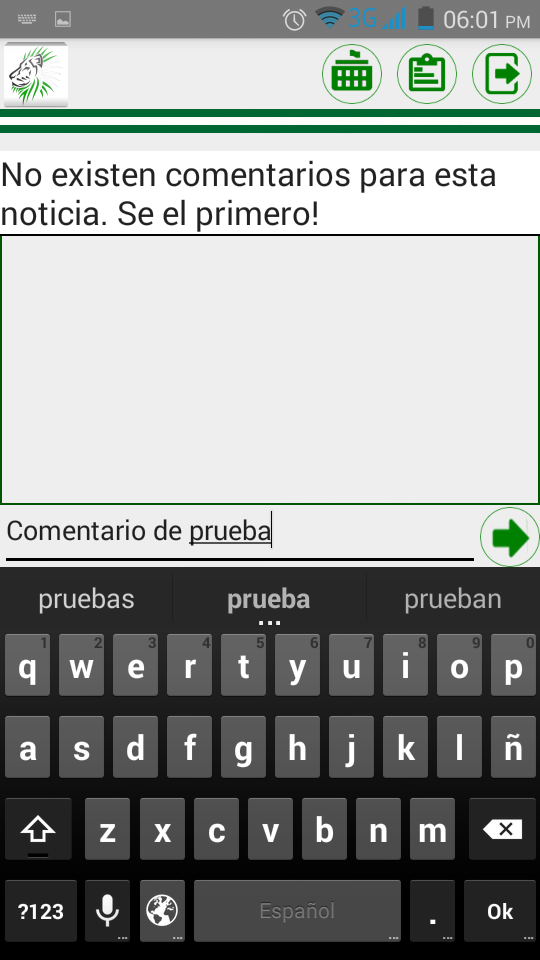 3G 06:01 PM
No existen comentarios para esta
noticia. Se el primero!
Comentario de prueba
pruebas prueba prueban
q 1 w 2 e 3 r 4 t 5 y 6 u 7 i 8 o 9 p 0
a s d f g h j k l ñ
z x c v b n m
?123 Español . Ok